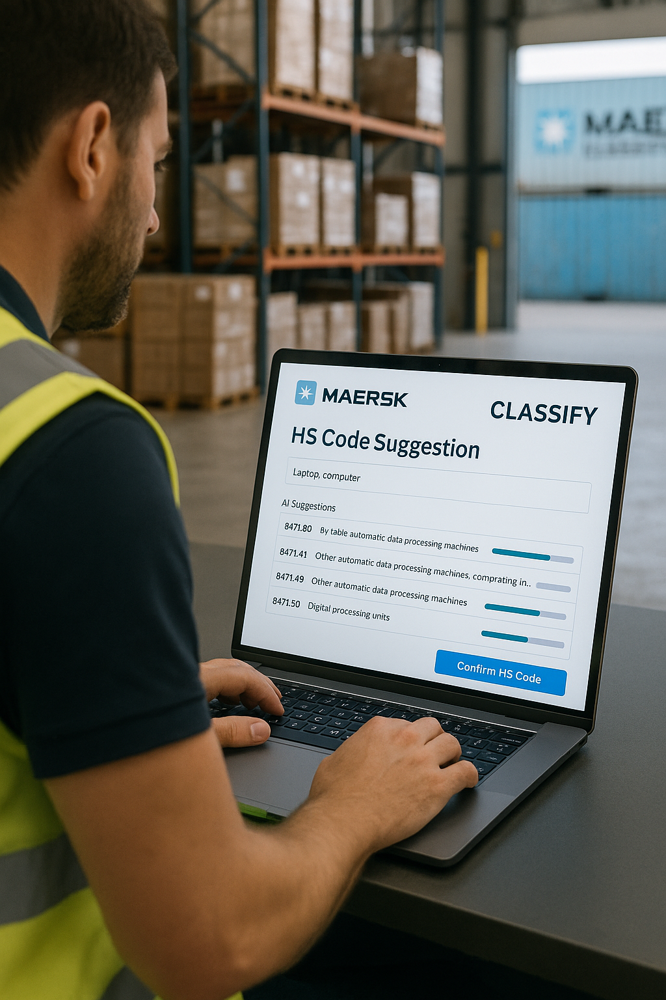 MAE
MAERSK
CLASSIFY
HS Code Suggestion
Laptop, computer
AI Suggestions
8471.80 By table automatic data processing machines
8471.41 Other automatic data processing machines, comprating in..
8471.49 Other automatic data processing machines
8471.50 Digital processing units
Confirm HS Code